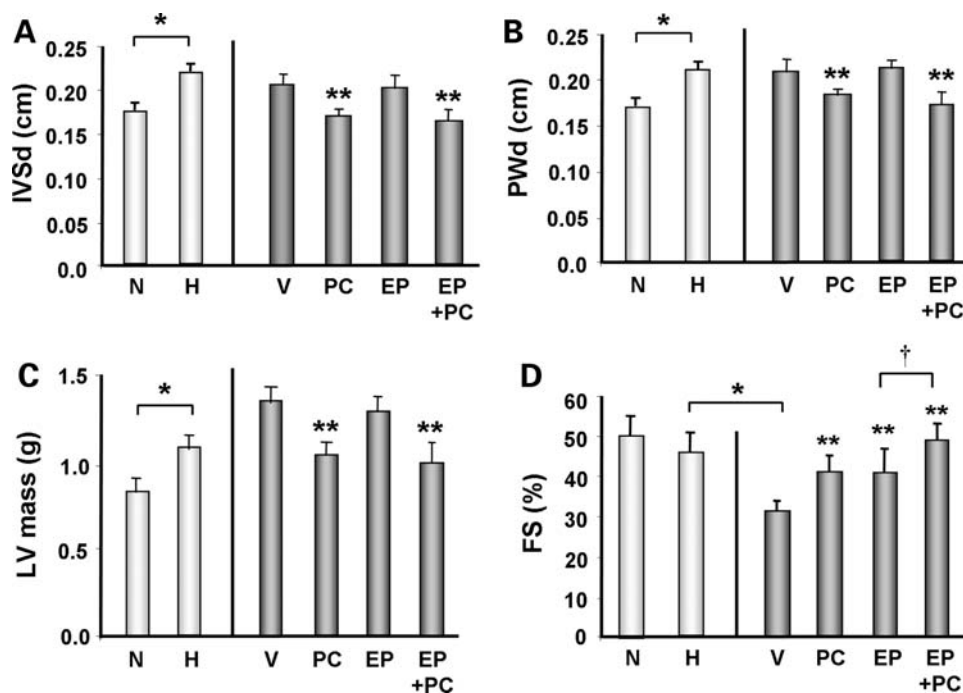 A
*
0.25
0.20
0.15
0.10
0.05
0.0
IVSd (cm)
**
**
N H V PC EP EP
+PC
B
*
0.25
0.20
0.15
0.10
0.05
0.0
PWd (cm)
**
**
N H V PC EP EP
+PC
C
*
1.5
1.0
0.5
0.0
LV mass (g)
**
**
N H V PC EP EP
+PC
D
†
*
60
50
40
30
20
10
0
FS (%)
**
**
**
N H V PC EP EP
+PC